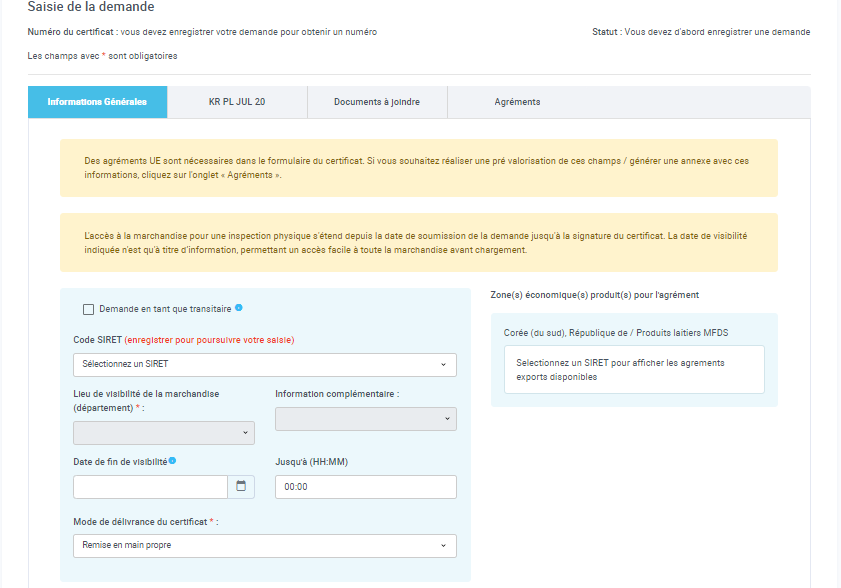 Saisie de la demande
Numéro du certificat : vous devez enregistrer votre demande pour obtenir un numéro
Statut : Vous devez d'abord enregistrer une demande
Les champs avec * sont obligatoires
Informations Générales
KR PL JUL 20
Documents à joindre
Agréments
Des agréments UE sont nécessaires dans le formulaire du certificat. Si vous souhaitez réaliser une pré valorisation de ces champs / générer une annexe avec ces
informations, cliquez sur l'onglet « Agréments ».
L'accès à la marchandise pour une inspection physique s'étend depuis la date de soumission de la demande jusqu'à la signature du certificat. La date de visibilité
indiquée n'est qu'à titre d'information, permettant un accès facile à toute la marchandise avant chargement.
Demande en tant que transitaire
Code SIRET (enregistrer pour poursuivre votre saisie)
Sélectionnez un SIRET
Lieu de visibilité de la marchandise
(département) * :
Information complémentaire :
Date de fin de visibilité
Jusqu'à (HH:MM)
00:00
Mode de délivrance du certificat * :
Remise en main propre
Zone(s) économique(s) produit(s) pour l'agrément
Corée (du sud), République de / Produits laitiers MFDS
Selectionnez un SIRET pour afficher les agrements
exports disponibles